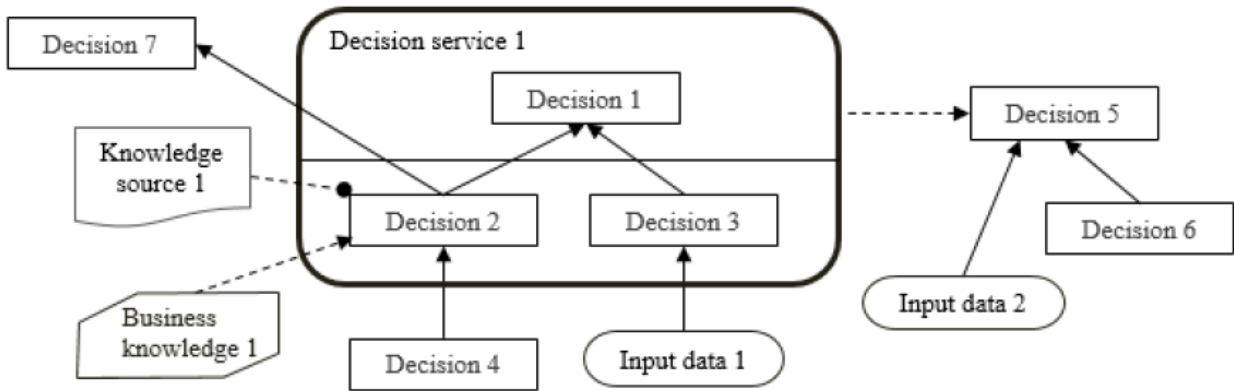 Decision 7
Decision service 1
Decision 1
Decision 5
Knowledge
source 1
Decision 2
Decision 3
Decision 6
Business
knowledge 1
Decision 4
Input data 1
Input data 2